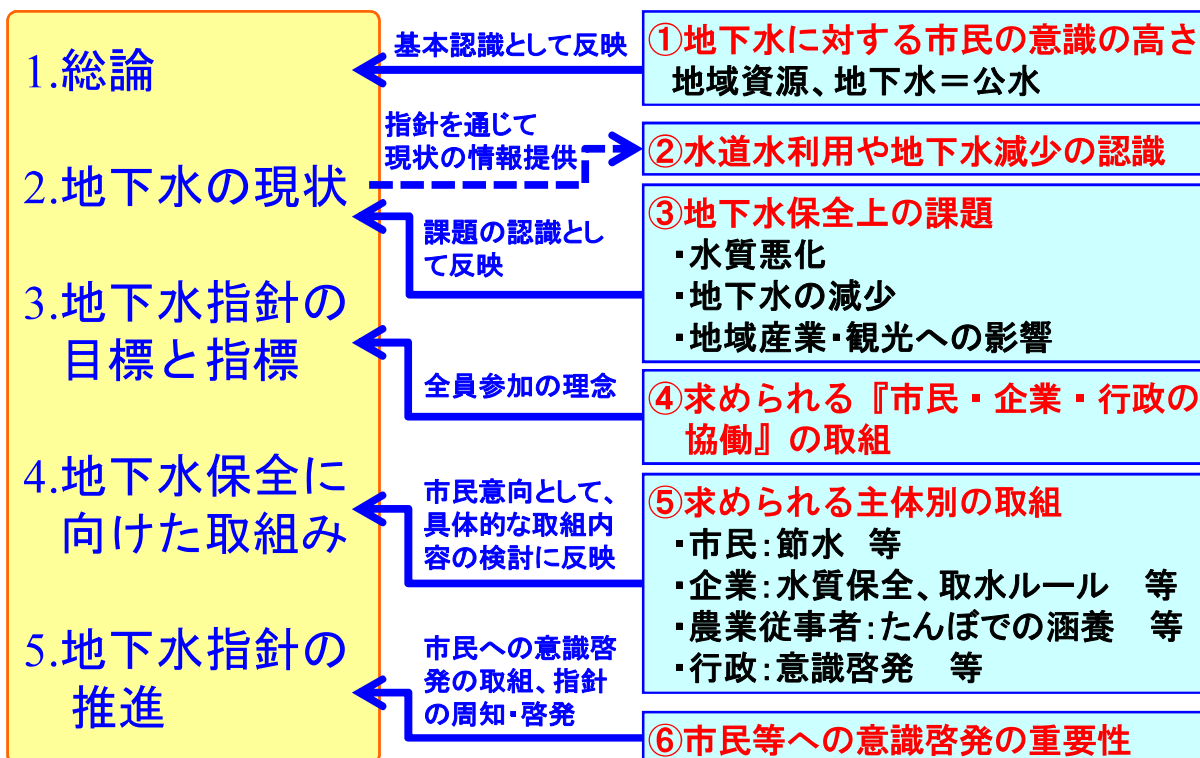 1.総論
2.地下水の現状
3.地下水指針の
目標と指標
4.地下水保全に
向けた取組み
5.地下水指針の
推進
基本認識として反映
指針を通じて
現状の情報提供
課題の認識とし
て反映
全員参加の理念
市民意向として、
具体的な取組内
容の検討に反映
市民への意識啓
発の取組、指針
の周知・啓発
①地下水に対する市民の意識の高さ
地域資源、地下水＝公水
②水道水利用や地下水減少の認識
③地下水保全上の課題
・水質悪化
・地下水の減少
・地域産業・観光への影響
④求められる『市民・企業・行政の
協働』の取組
⑤求められる主体別の取組
・市民：節水　等
・企業：水質保全、取水ルール　等
・農業従事者：たんぼでの涵養　等
・行政：意識啓発　等
⑥市民等への意識啓発の重要性